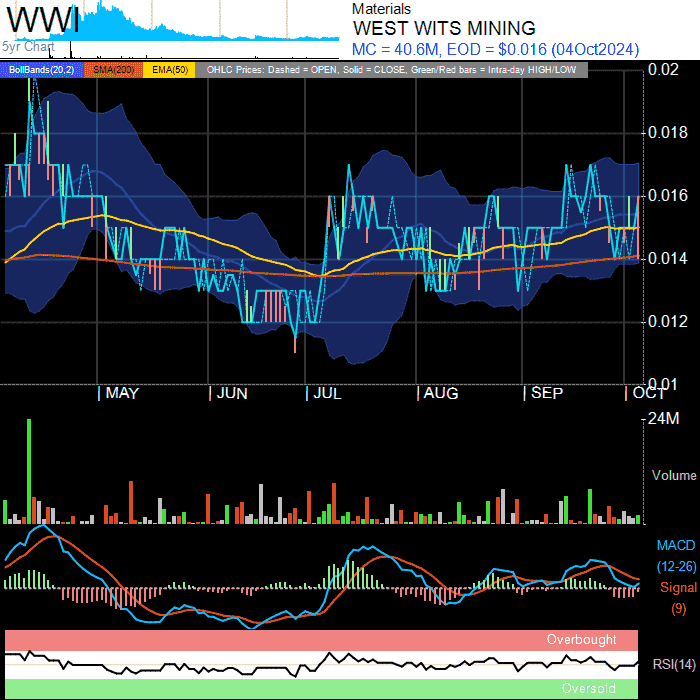 WWI
5yr Chart
Materials
WEST WITS MINING
MC = 40.6M, EOD = $0.016 (04Oct2024)
BollBands(20,2) SMA(200) EMA(50) OHLC Prices: Dashed = OPEN, Solid = CLOSE, Green/Red bars = Intra-day HIGH/LOW
0.02
0.018
0.016
0.014
0.012
0.01
MAY JUN JUL AUG SEP OCT
24M
Volume
MACD
(12-26)
Signal
(9)
Overbought
RSI(14)
Oversold